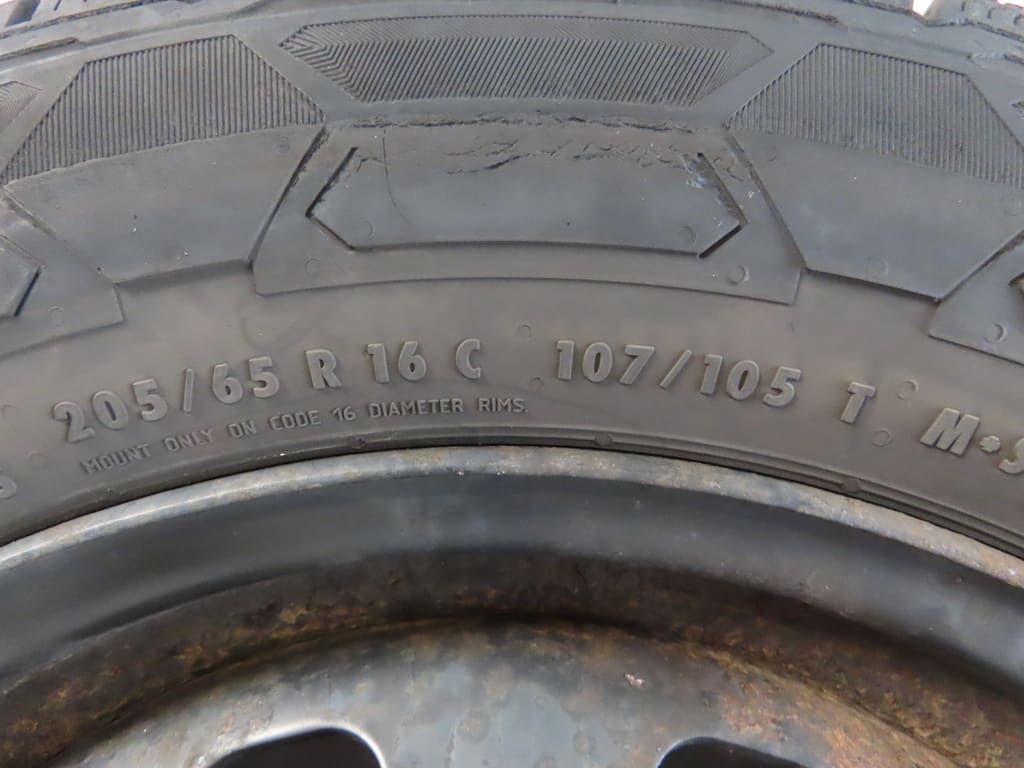 205/65 R 16 C 107/105 T M+S
MOUNT ONLY ON CODE 16 DIAMETER RIMS.